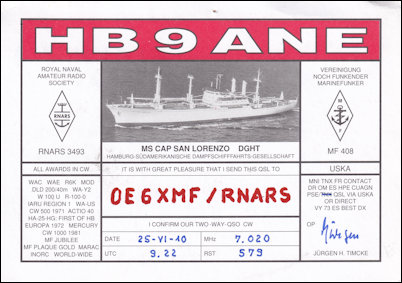 HB9ANE
ROYAL NAVAL
AMATEUR RADIO
SOCIETY
RNARS
RNARS 3493
MS CAP SAN LORENZO DGHT
HAMBURG-SÜDAMERIKANISCHE DAMPFSCHIFFFAHRTS-GESELLSCHAFT
VEREINIGUNG
NOCH FUNKENDER
MARINEFUNKER
M
F
MF 408
ALL AWARDS IN CW
IT IS WITH GREAT PLEASURE THAT I SEND THIS QSL TO
USKA
WAC WAE R6K MOD
DLD 200/40m WA-Y2
W 100 U R-100-0
IARU REGION 1 WA-US
CW 500 1971 ACTIO 40
HA-25-HG: FIRST OF HB
EUROPA 1972 MERCURY
CW 1000 1981
MF JUBILEE
MF PLAQUE GOLD MARAC
INORC WORLD-WIDE
OE6XMF/RNARS
I CONFIRM OUR TWO-WAY-QSO CW
DATE 25-VI-10 MHz 7.020
UTC 9.22 RST 579
MNI TNX FR CONTACT
DR OM ES HPE CUAGN
PSE/ QSL VIA USKA
OR DIRECT
VY 73 ES BEST DX
OP
Jürgen
JÜRGEN H. TIMCKE